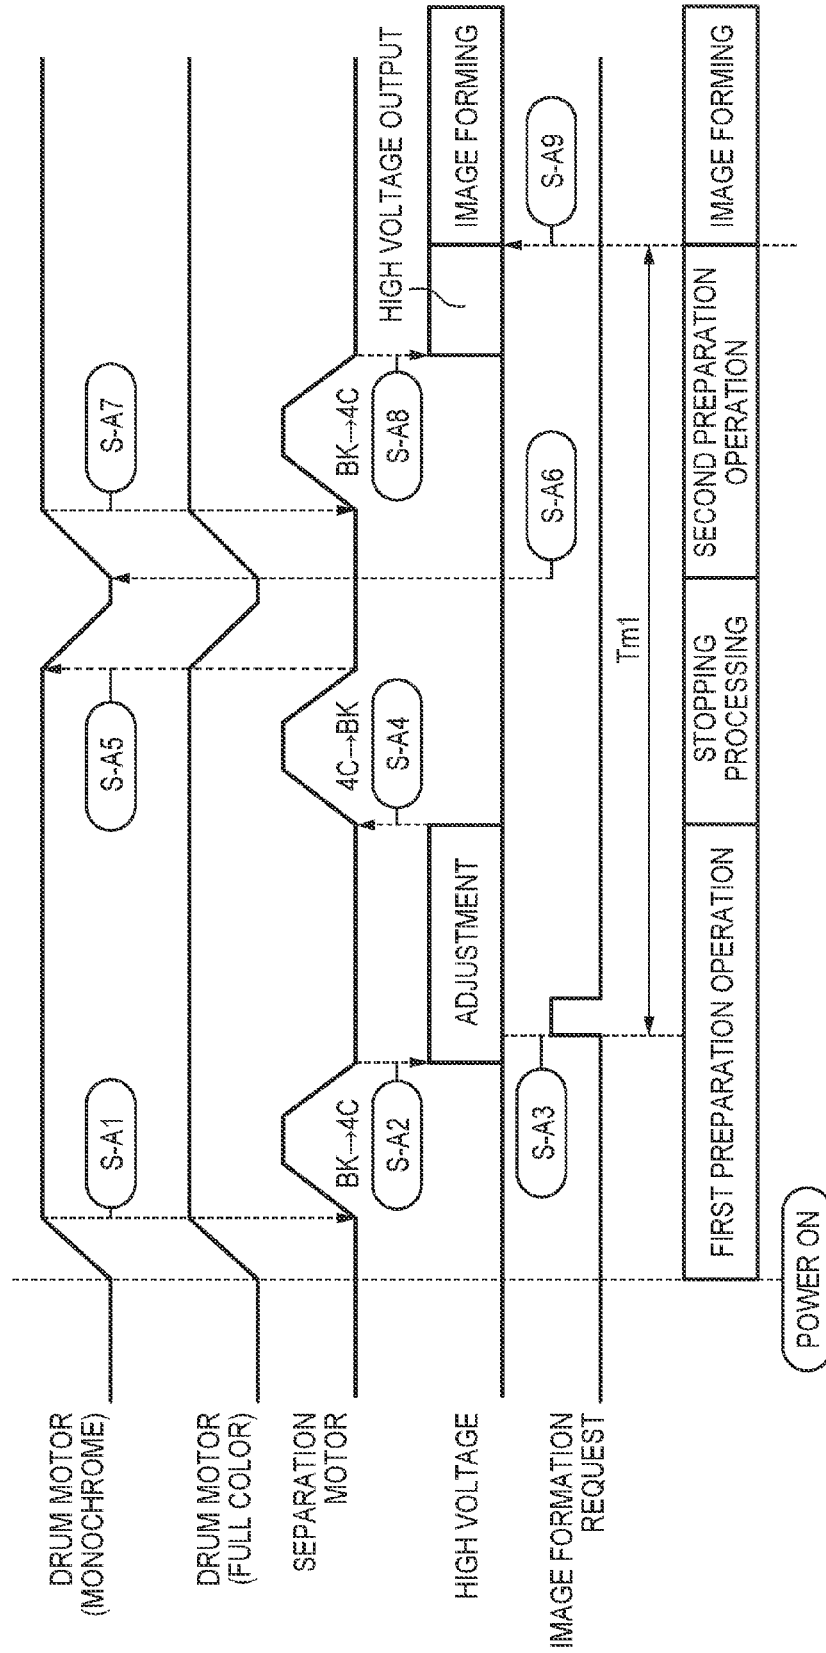 DRUM MOTOR
(MONOCHROME)
S-A1
S-A5
S-A7
DRUM MOTOR
(FULL COLOR)
SEPARATION
MOTOR
BK→4C
4C→BK
BK→4C
S-A2
S-A4
S-A8
HIGH VOLTAGE OUTPUT
HIGH VOLTAGE
ADJUSTMENT
IMAGE FORMING
IMAGE FORMATION
REQUEST
S-A3
S-A6
S-A9
Tm1
FIRST PREPARATION OPERATION
STOPPING
PROCESSING
SECOND PREPARATION
OPERATION
IMAGE FORMING
POWER ON